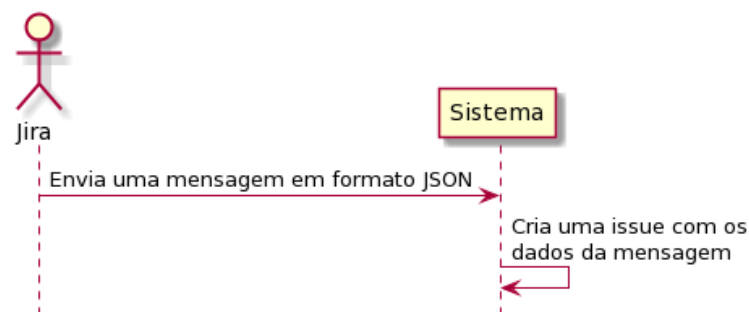 Jira
Sistema
Envia uma mensagem em formato JSON
Cria uma issue com os
dados da mensagem